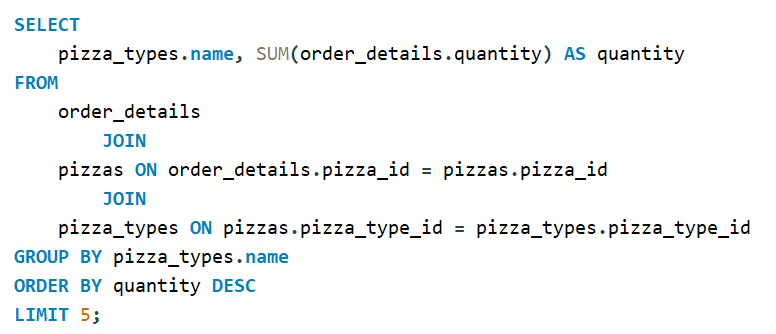 SELECT
pizza_types.name, SUM(order_details.quantity) AS quantity
FROM
order_details
JOIN
pizzas ON order_details.pizza_id = pizzas.pizza_id
JOIN
pizza_types ON pizzas.pizza_type_id = pizza_types.pizza_type_id
GROUP BY pizza_types.name
ORDER BY quantity DESC
LIMIT 5;